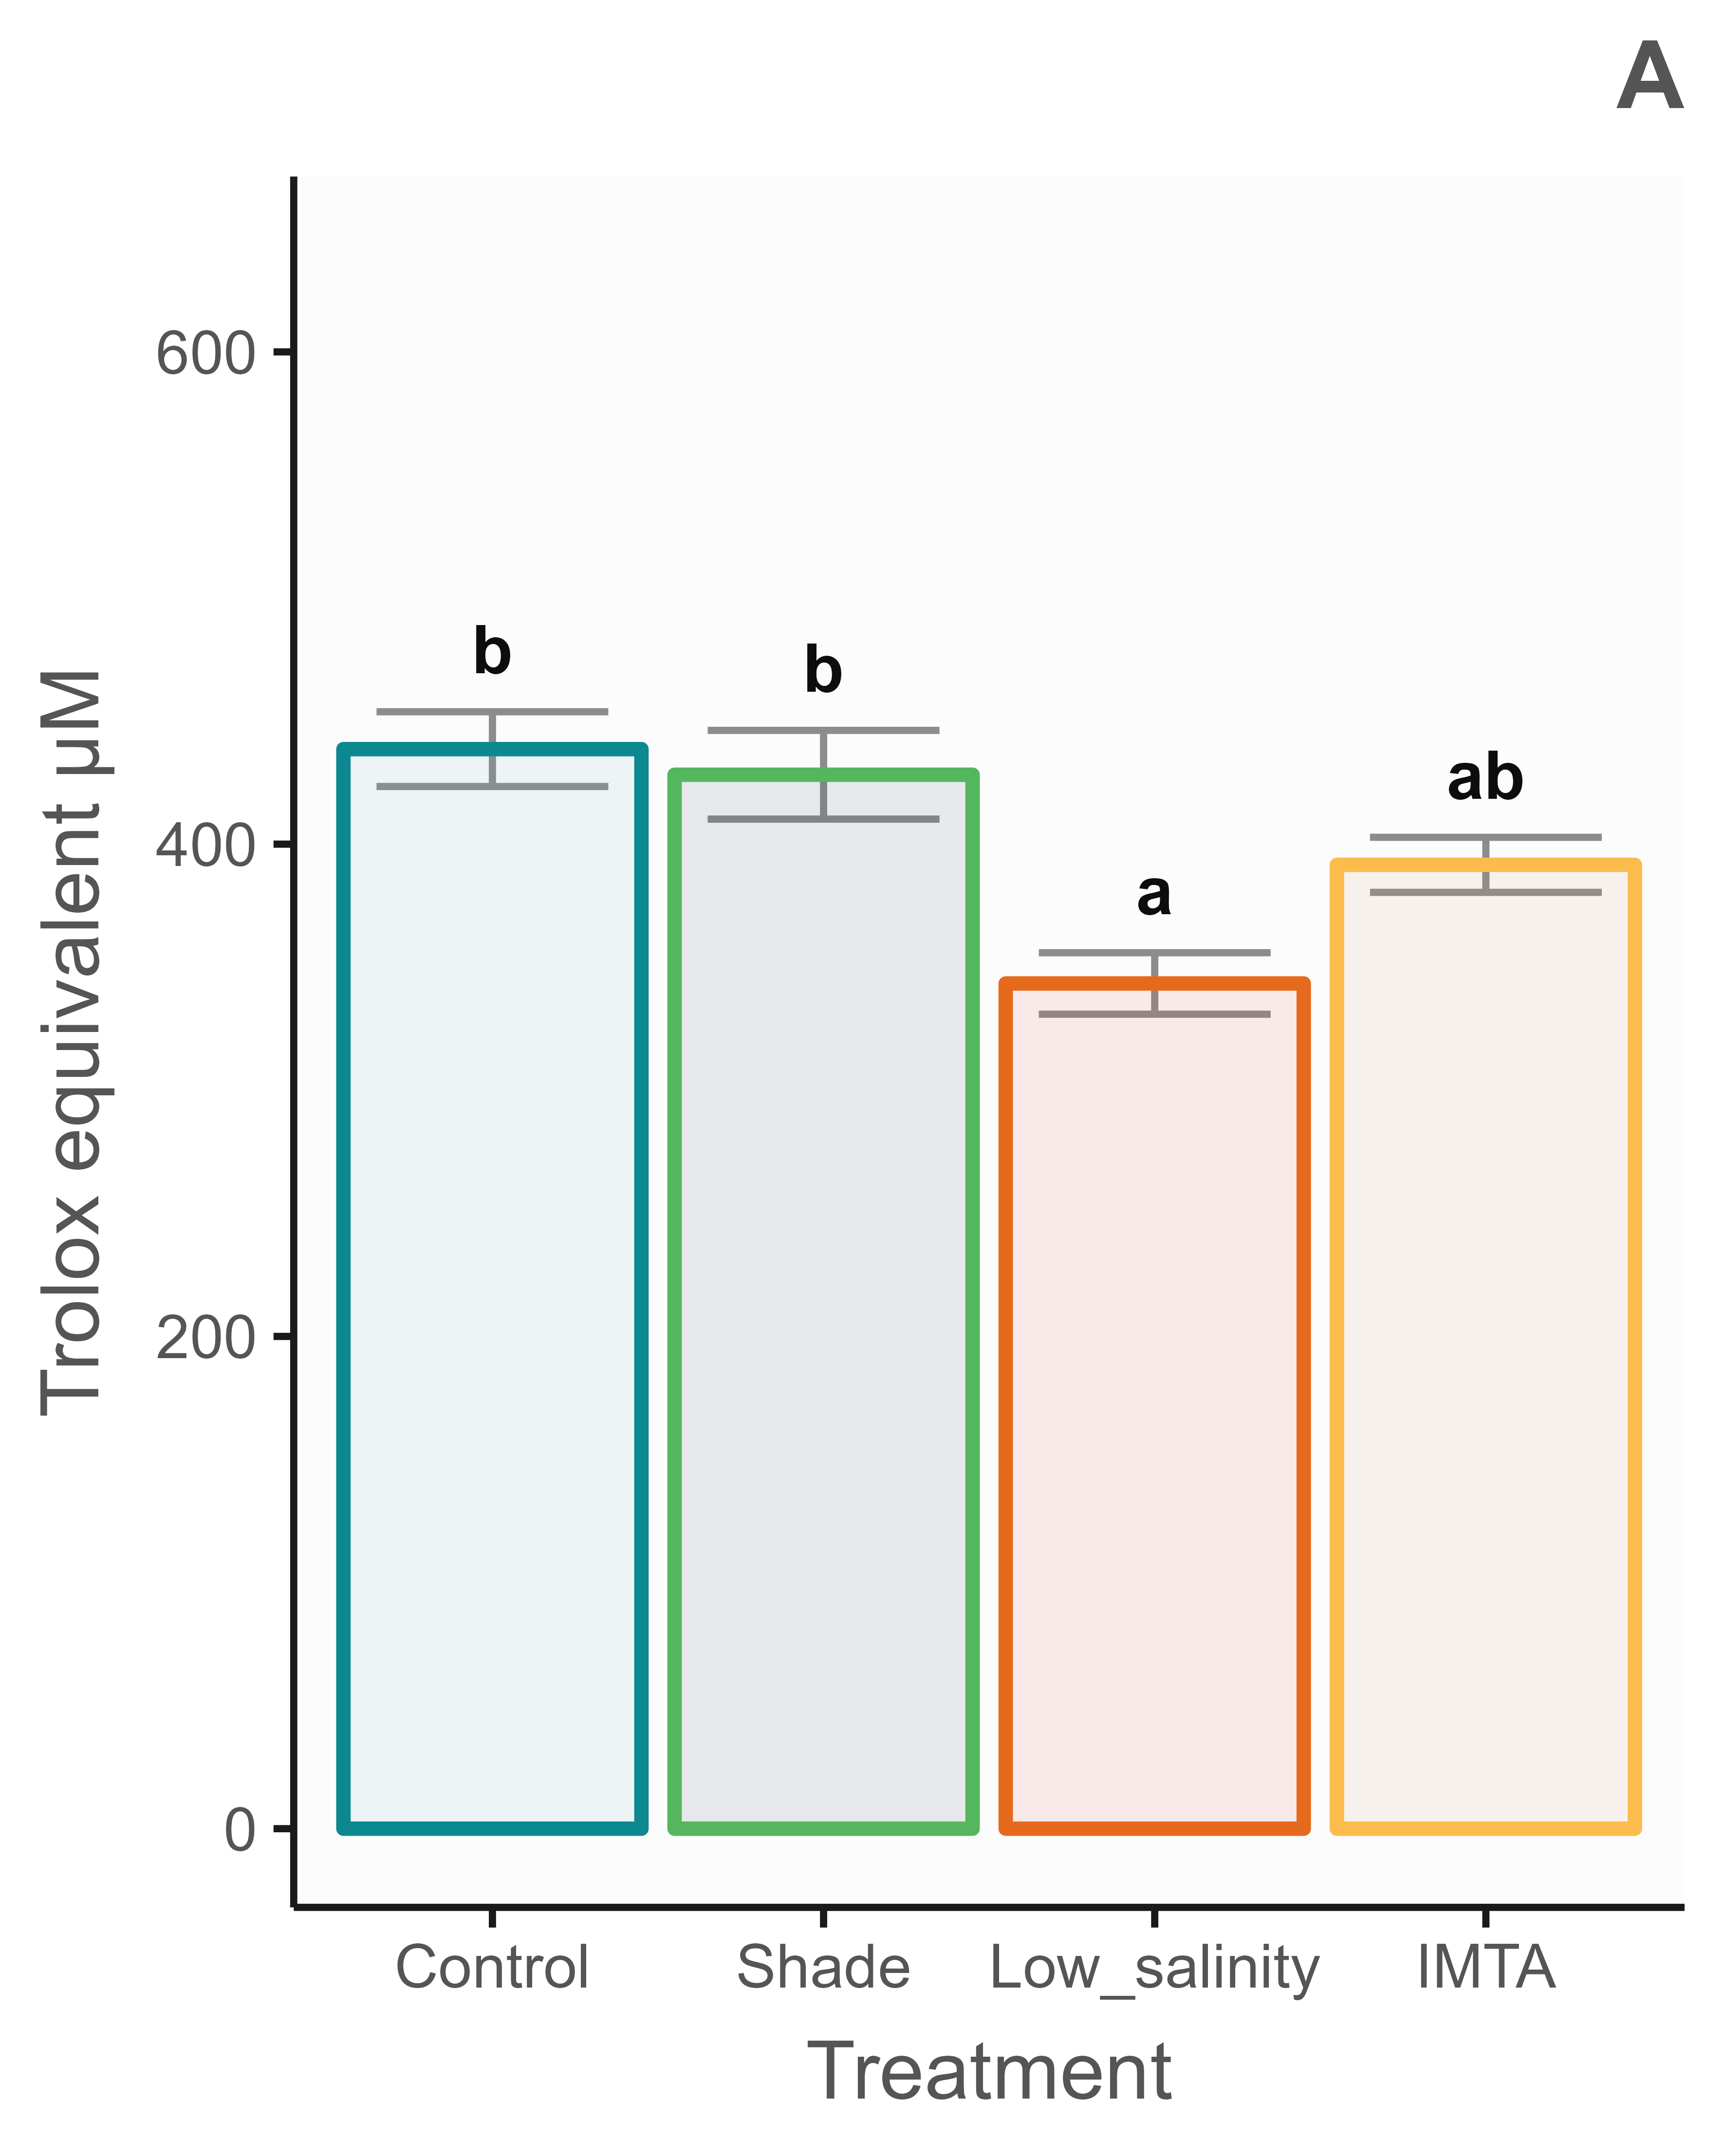 A
Trolox equivalent µM
600
400
200
0
b
b
a
ab
Control
Shade
Low_salinity
IMTA
Treatment